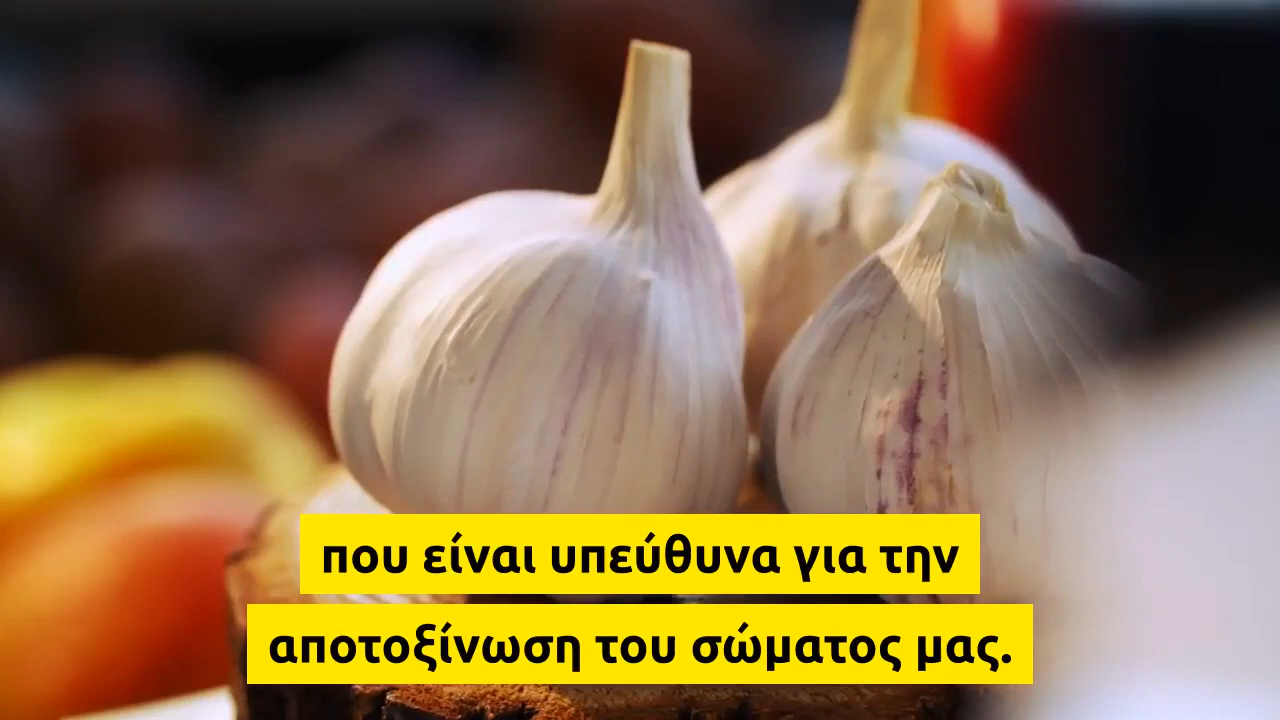 που είναι υπεύθυνα για την
αποτοξίνωση του σώματος μας.